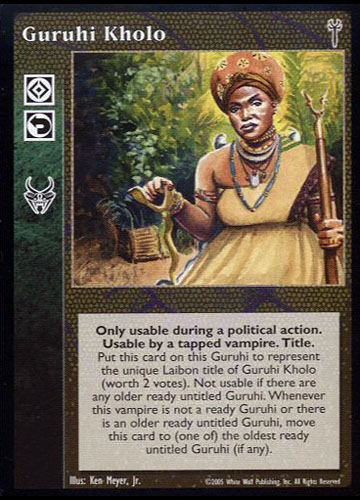 Guruhi Kholo
Only usable during a political action.
Usable by a tapped vampire. Title.
Put this card on this Guruhi to represent
the unique Laibon title of Guruhi Kholo
(worth 2 votes). Not usable if there are
any older ready untitled Guruhi. Whenever
this vampire is not a ready Guruhi or there
is an older ready untitled Guruhi, move
this card to (one of) the oldest ready
untitled Guruhi (if any).
Illus: Ken Meyer, Jr.
©2005 White Wolf Publishing, Inc. All Rights Reserved